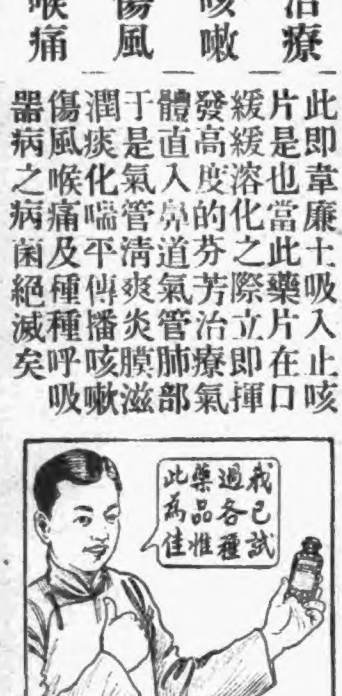 治療
咳嗽
傷風
喉痛
此即韋廉士吸入止咳
片是也當此藥片在口
緩緩溶化之際立即揮
發高度的芬芳治療氣
體直入鼻道氣管肺部
于是氣管清爽炎膜滋
潤痰化喘平傳播咳嗽
傷風喉痛及種種呼吸
器病之病菌絕滅矣
我已試
過各種
藥品惟
此為佳